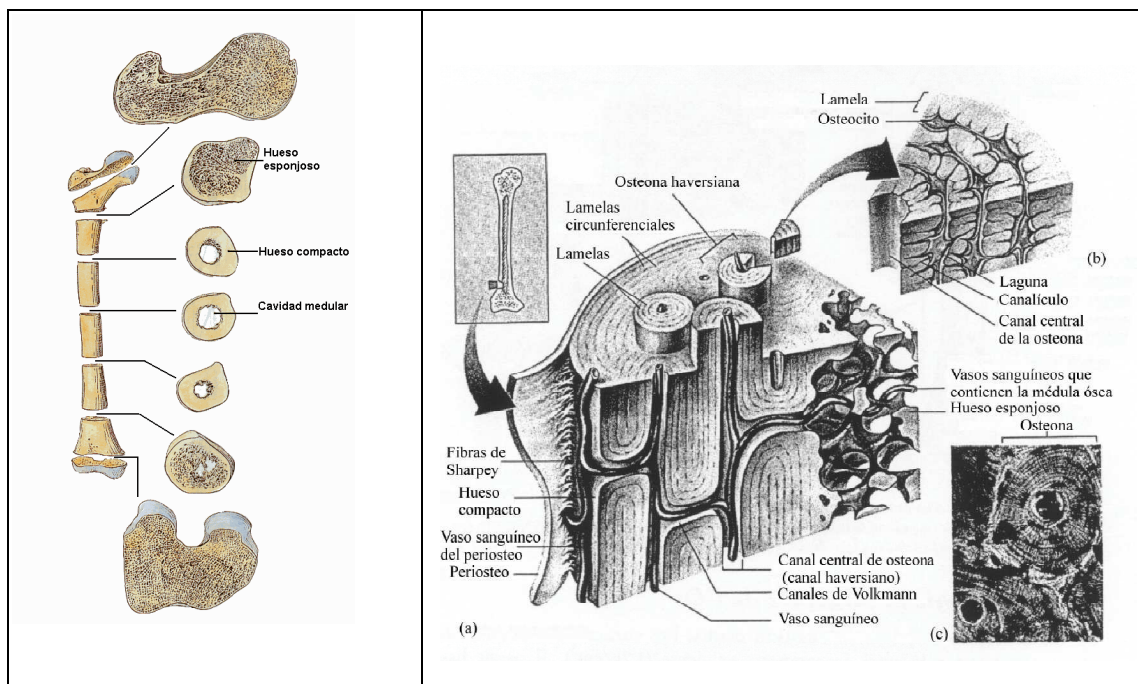 Hueso
esponjoso
Hueso compacto
Cavidad medular
Lamela
Osteocito
Osteona haversiana
Lamelas
circunferenciales
Lamelas
(b)
Laguna
Canalículo
Canal central
de la osteona
Vasos sanguíneos que
contienen la médula ósca
Hueso esponjoso
Osteona
Fibras de
Sharpey
Hueso
compacto
Vaso sanguíneo
del periosteo
Periosteo
Canal central de osteona
(canal haversiano)
Canales de Volkmann
Vaso sanguíneo
(a)
(c)